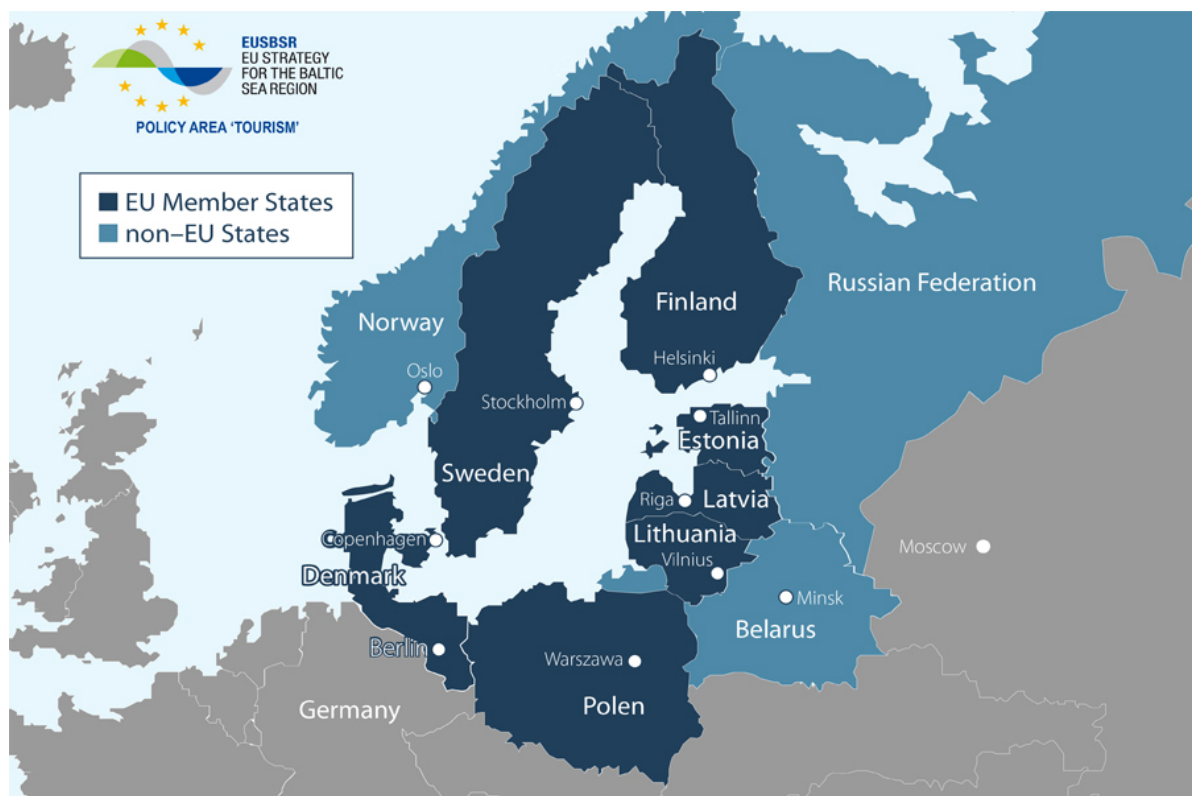 EUSBSR
EU STRATEGY
FOR THE BALTIC
SEA REGION
POLICY AREA ‘TOURISM’
EU Member States
non–EU States
Russian Federation
Finland
Norway
Helsinki
Oslo
Stockholm
Tallinn
Estonia
Sweden
Riga
Latvia
Lithuania
Copenhagen
Moscow
Vilnius
Denmark
Minsk
Belarus
Berlin
Warszawa
Germany
Polen